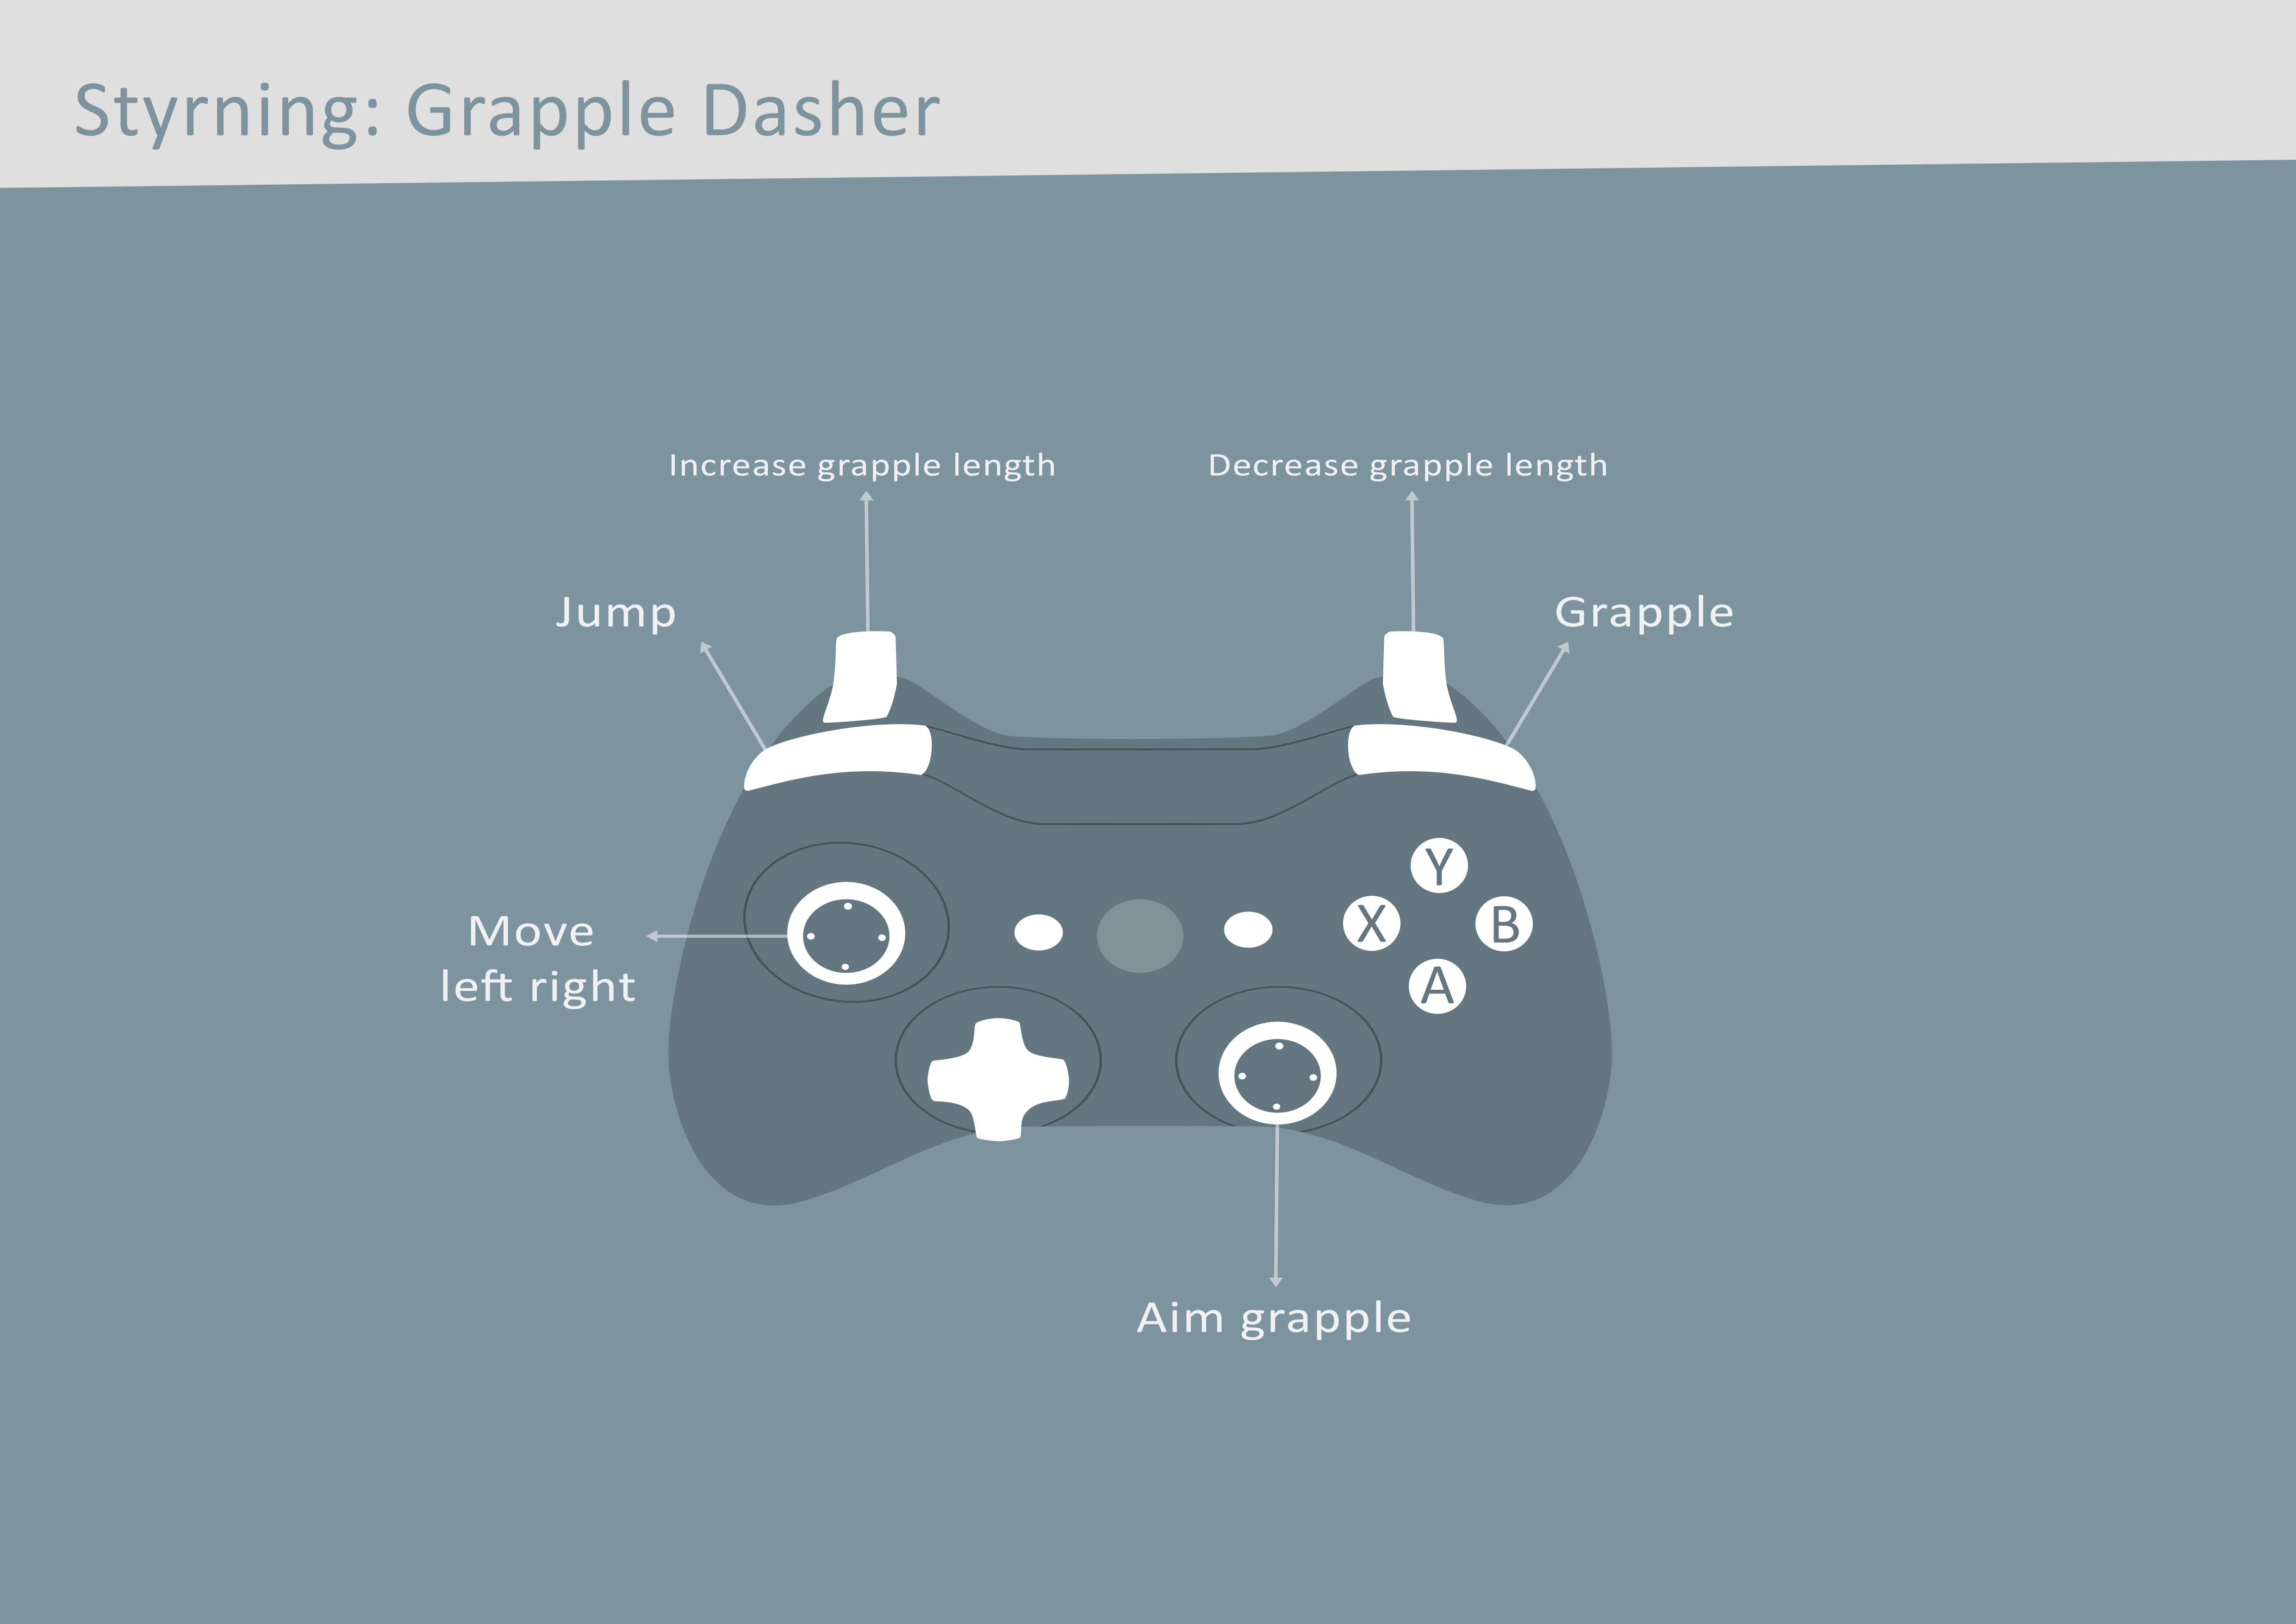 Styrning: Grapple Dasher
Increase grapple length
Decrease grapple length
Jump
Grapple
Y
X
B
A
Move
left right
Aim grapple